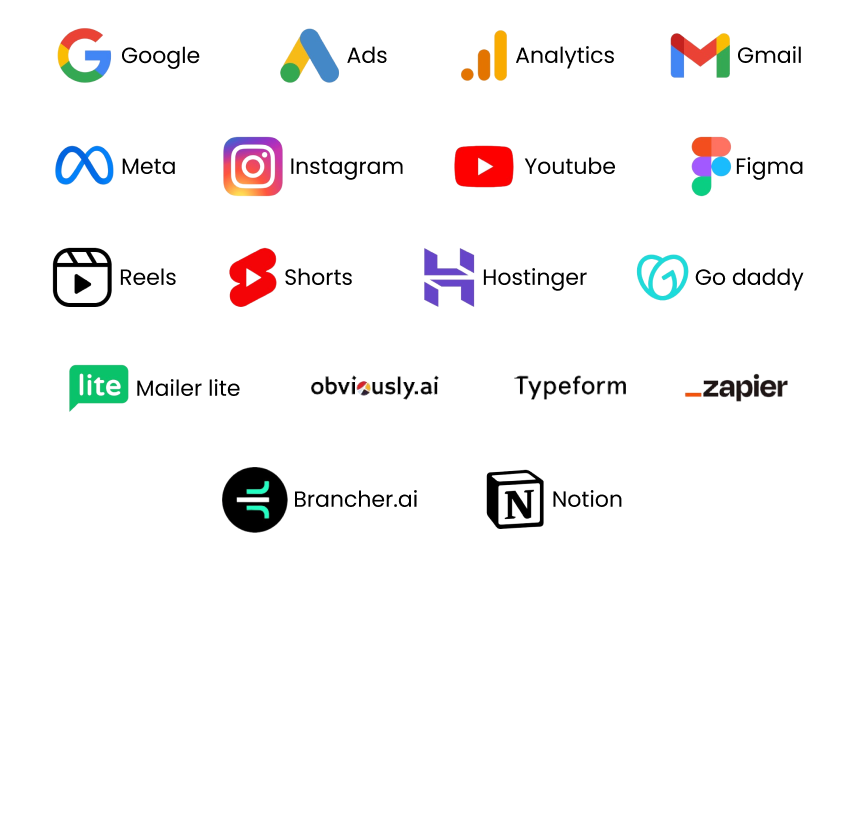 Google Ads Analytics Gmail
Meta Instagram Youtube Figma
Reels Shorts Hostinger Go daddy
lite Mailer lite obviously.ai Typeform _zapier
Brancher.ai N Notion